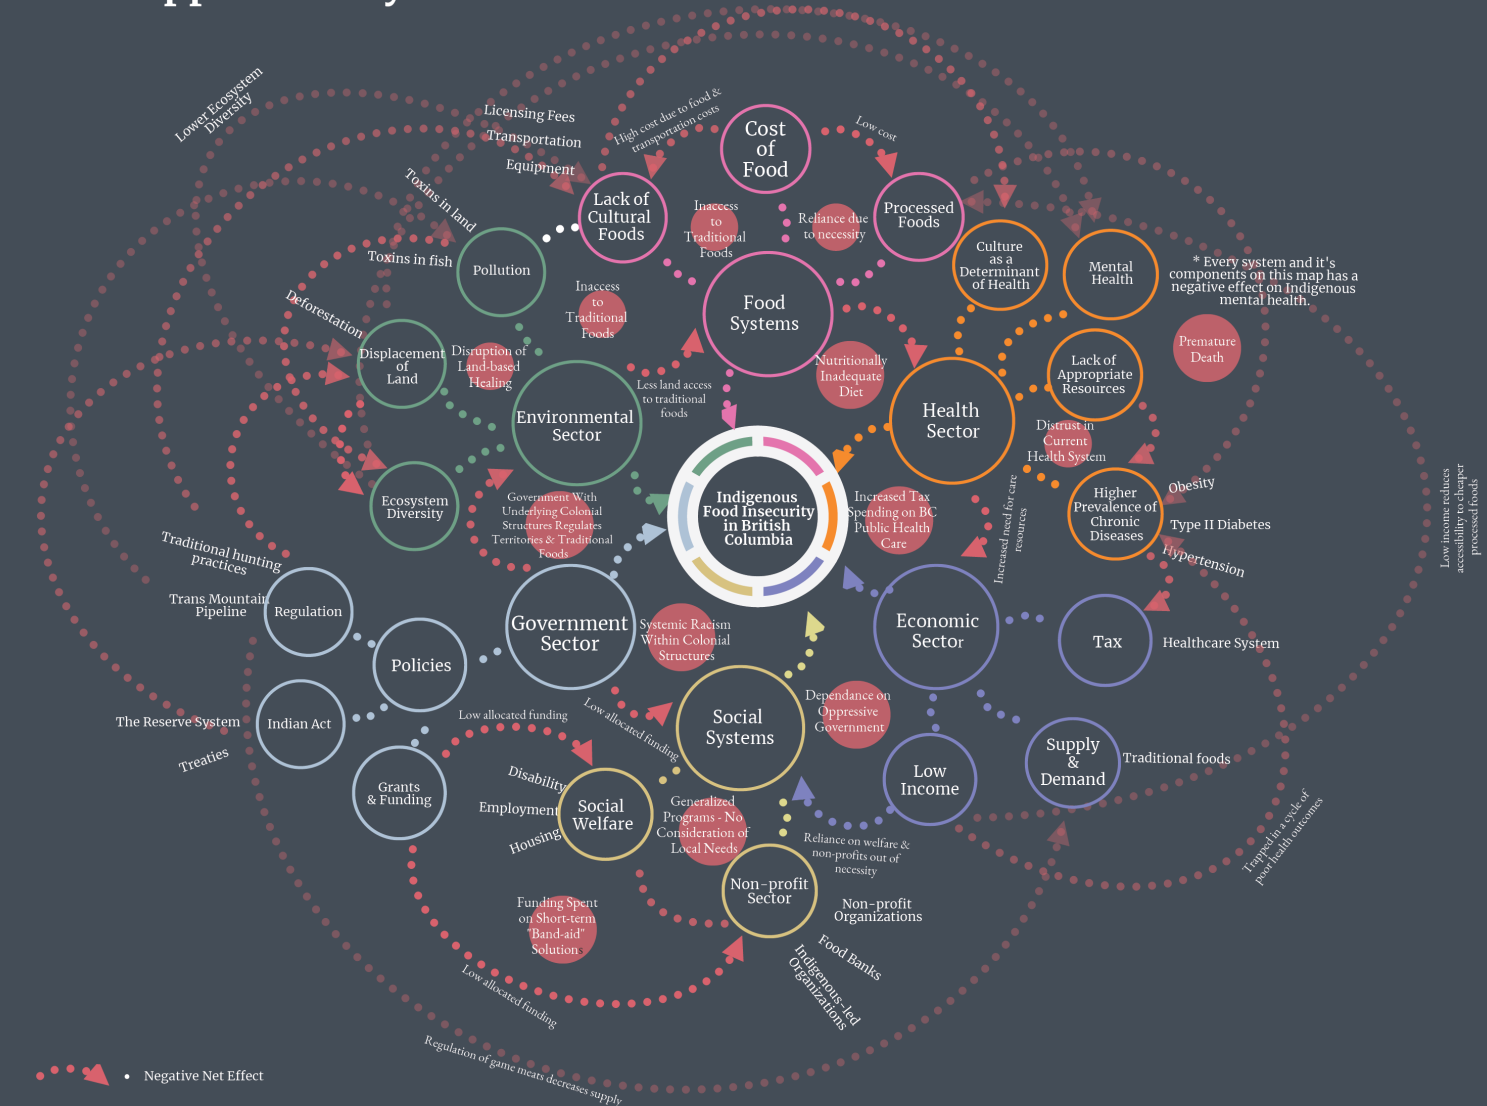 Lower Ecosystem
Diversity
Licensing Fees
Transportation
Equipment
High cost due to food &
transportation costs
Cost
of
Food
Low cost
Toxins in land
Toxins in fish
Pollution
Lack of
Cultural
Foods
Inaccess
to
Traditional
Foods
Reliance due
to necessity
Processed
Foods
Culture
as a
Determinant
of Health
Mental
Health
* Every system and it's
components on this map has a
negative effect on Indigenous
mental health.
Premature
Death
Deforestation
Displacement
of
Land
Disruption of
Land-based
Healing
Inaccess
to
Traditional
Foods
Food
Systems
Nutritionally
Inadequate
Diet
Lack of
Appropriate
Resources
Less land access
to traditional
foods
Environmental
Sector
Health
Sector
Distrust in
Current
Health System
Ecosystem
Diversity
Government With
Underlying Colonial
Structures Regulates
Territories & Traditional
Foods
Indigenous
Food Insecurity
in British
Columbia
Increased Tax
Spending on BC
Public Health
Care
Increased need for care
resources
Higher
Prevalence of
Chronic
Diseases
Obesity
Type II Diabetes
Hypertension
Low income reduces
accessibility to cheaper
processed foods
Traditional hunting
practices
Trans Mountain
Pipeline
Regulation
Policies
Government
Sector
Systemic Racism
Within Colonial
Structures
Economic
Sector
Tax
Healthcare System
The Reserve System
Indian Act
Treaties
Low allocated funding
Low allocated funding
Social
Systems
Dependance on
Oppressive
Government
Low
Income
Supply
&
Demand
Traditional foods
Grants
& Funding
Disability
Employment
Housing
Social
Welfare
Generalized
Programs - No
Consideration of
Local Needs
Reliance on welfare &
non-profits out of
necessity
Trapped in a cycle of
poor health outcomes
Non-profit
Sector
Non-profit
Organizations
Food Banks
Indigenous-led
Organizations
Funding Spent
on Short-term
"Band-aid"
Solutions
Low allocated funding
Regulation of game meats decreases supply
Negative Net Effect